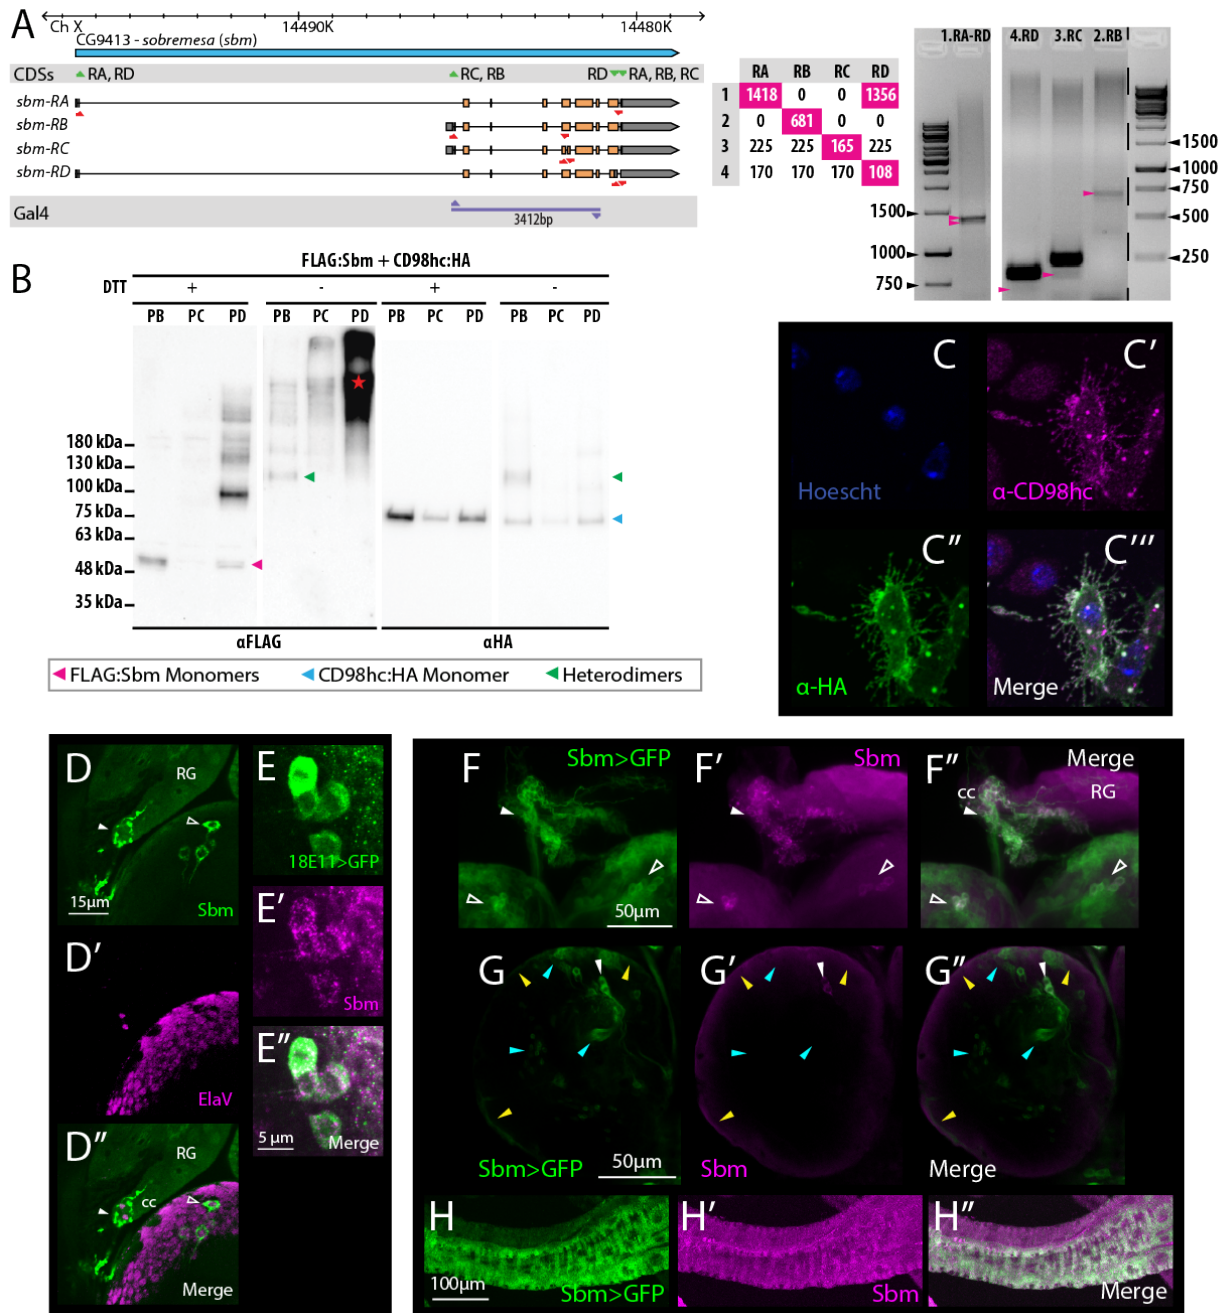 A
Ch X
14490K
14480K
CG9413 - sobremesa (sbm)
CDSs
RA, RD
RC, RB
RD
RA, RB, RC
sbm-RA
sbm-RB
sbm-RC
sbm-RD
Gal4
3412bp
RA RB RC RD
1 1418 0 0 1356
2 0 681 0 0
3 225 225 165 225
4 170 170 170 108
1.RA-RD
4.RD
3.RC
2.RB
1500
1000
750
1500
1000
750
500
250
B
FLAG:Sbm + CD98hc:HA
DTT + - + -
PB PC PD PB PC PD PB PC PD PB PC PD
180 kDa
130 kDa
100 kDa
75 kDa
63 kDa
48 kDa
35 kDa
αFLAG
αHA
FLAG:Sbm Monomers
CD98hc:HA Monomer
Heterodimers
C
Hoescht
C′
α-CD98hc
C″
α-HA
C‴
Merge
D
RG
15μm
Sbm
D′
ElaV
D″
RG
cc
Merge
E
18E11>GFP
E′
Sbm
E″
5 μm
Merge
F
Sbm>GFP
50μm
F′
Sbm
F″
Merge
cc
RG
G
Sbm>GFP
50μm
G′
Sbm
G″
Merge
H
100μm
Sbm>GFP
H′
Sbm
H″
Merge